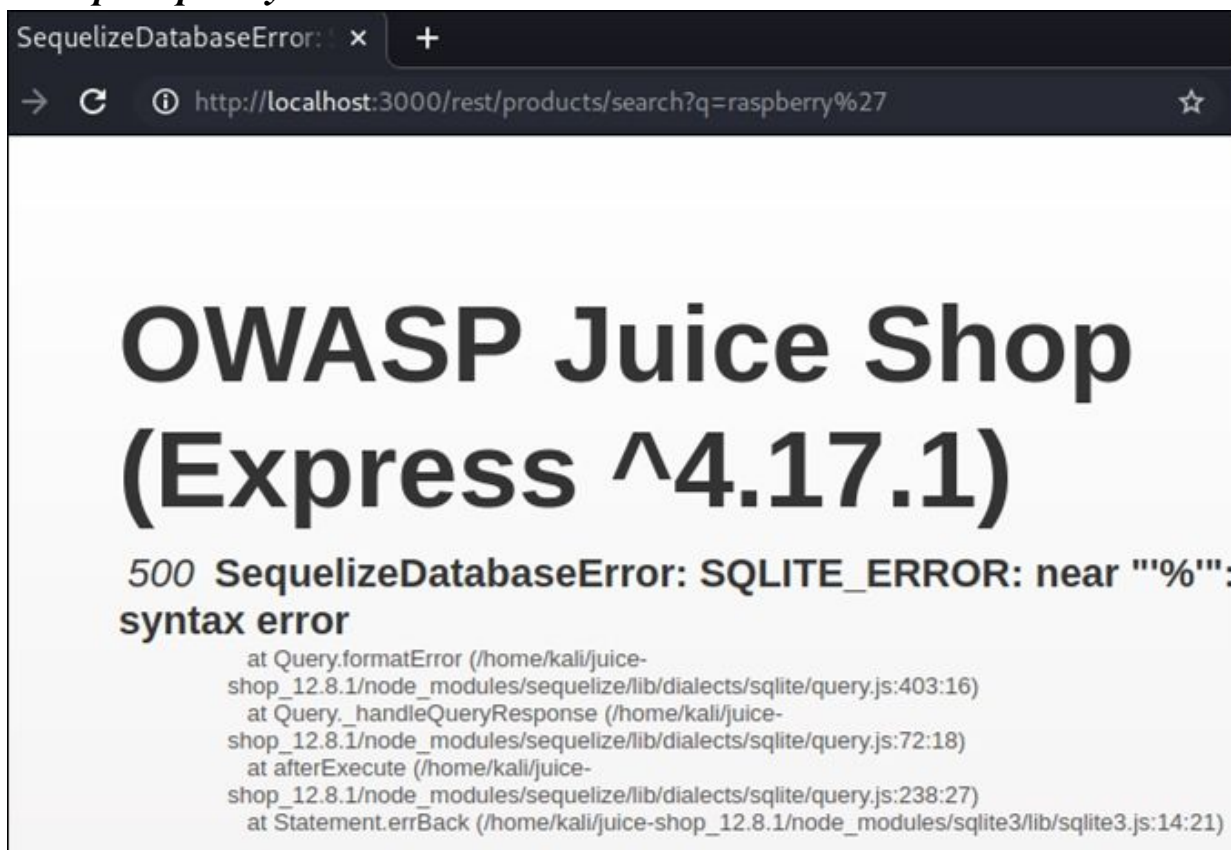 SequelizeDatabaseError:
http://localhost:3000/rest/products/search?q=raspberry%27
OWASP Juice Shop
(Express ^4.17.1)
500 SequelizeDatabaseError: SQLITE_ERROR: near "'%'":
syntax error
at Query.formatError (/home/kali/juice-
shop_12.8.1/node_modules/sequelize/lib/dialects/sqlite/query.js:403:16)
at Query._handleQueryResponse (/home/kali/juice-
shop_12.8.1/node_modules/sequelize/lib/dialects/sqlite/query.js:72:18)
at afterExecute (/home/kali/juice-
shop_12.8.1/node_modules/sequelize/lib/dialects/sqlite/query.js:238:27)
at Statement.errBack (/home/kali/juice-shop_12.8.1/node_modules/sqlite3/lib/sqlite3.js:14:21)